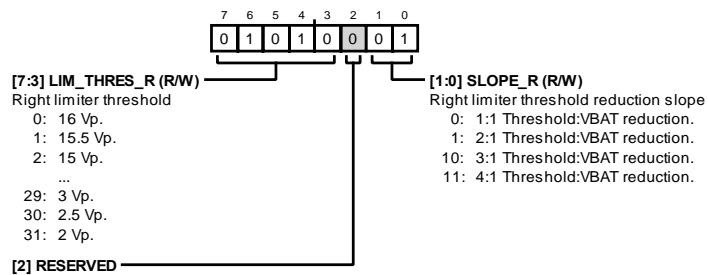 7 6 5 4 3 2 1 0
0 1 0 1 0 0 0 1
[7:3] LIM_THRES_R (R/W)
Right limiter threshold
0: 16 Vp.
1: 15.5 Vp.
2: 15 Vp.
...
29: 3 Vp.
30: 2.5 Vp.
31: 2 Vp.
[2] RESERVED
[1:0] SLOPE_R (R/W)
Right limiter threshold reduction slope
0: 1:1 Threshold:VBAT reduction.
1: 2:1 Threshold:VBAT reduction.
10: 3:1 Threshold:VBAT reduction.
11: 4:1 Threshold:VBAT reduction.